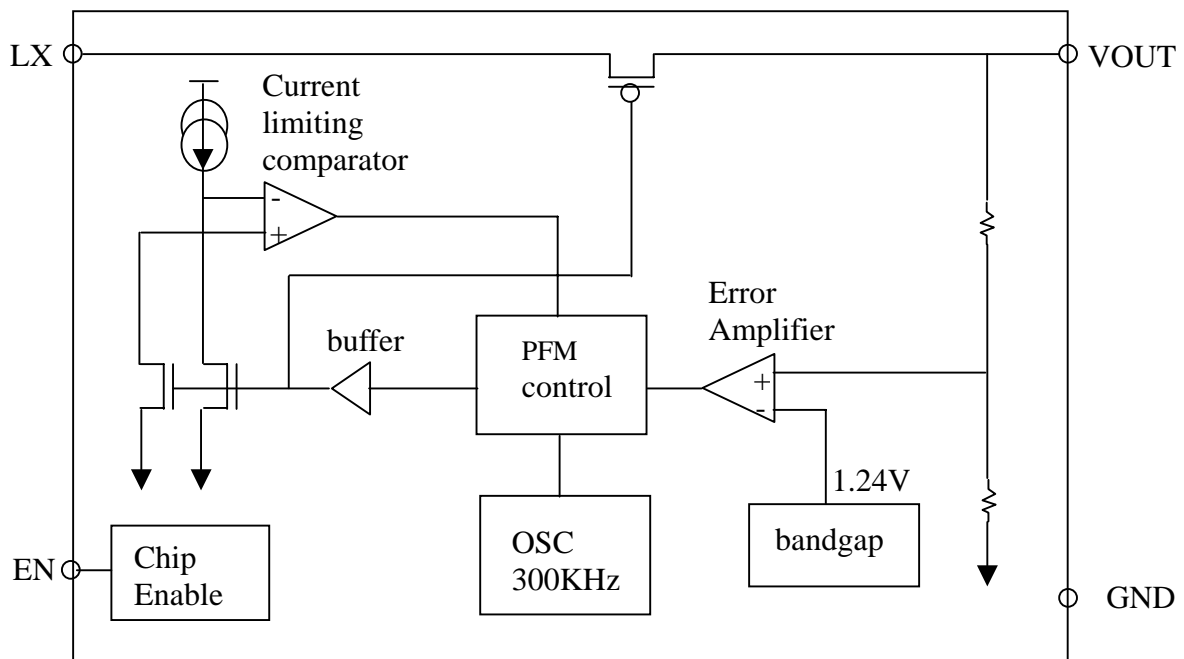 LX
VOUT
Current
limiting
comparator
-
+
Error
Amplifier
buffer
PFM
control
+
-
1.24V
OSC
300KHz
bandgap
EN
Chip
Enable
GND